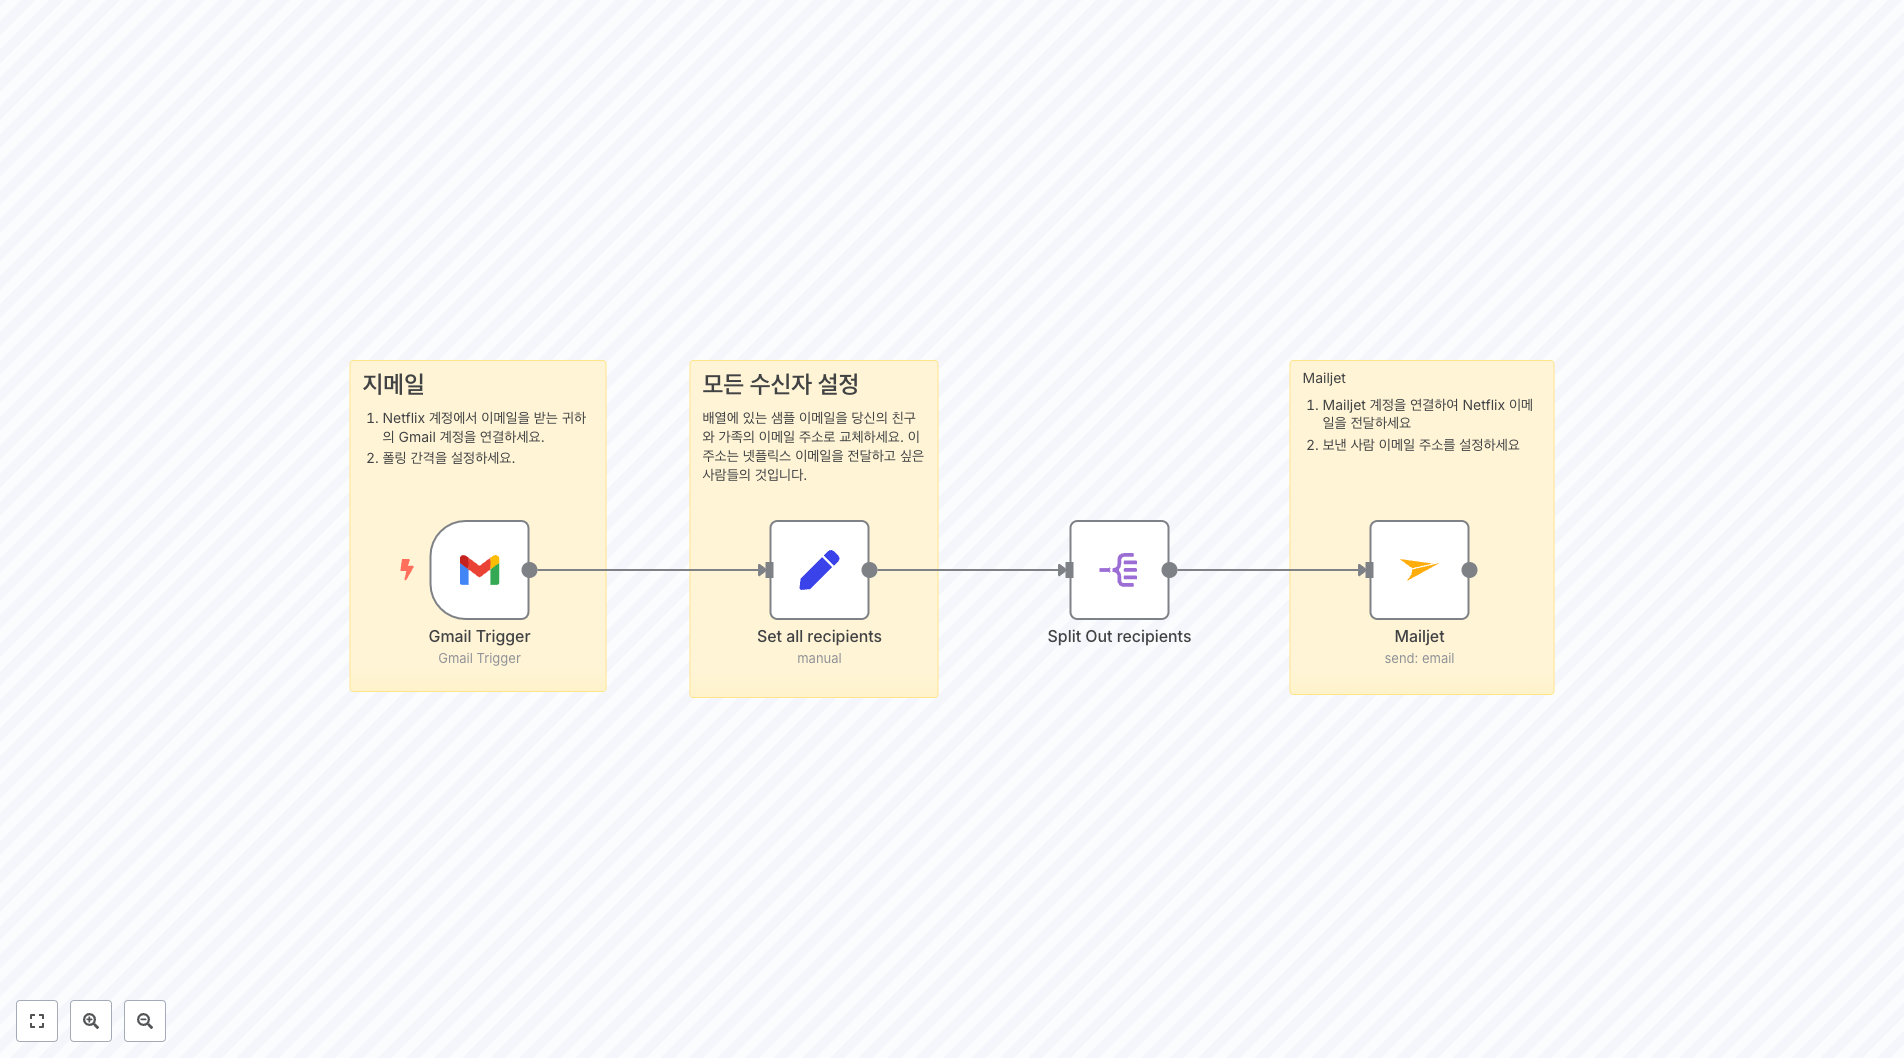 지메일
1. Netflix 계정에서 이메일을 받는 귀하
의 Gmail 계정을 연결하세요.
2. 폴링 간격을 설정하세요.
Gmail Trigger
Gmail Trigger
모든 수신자 설정
배열에 있는 샘플 이메일을 당신의 친구
와 가족의 이메일 주소로 교체하세요. 이
주소는 넷플릭스 이메일을 전달하고 싶은
사람들의 것입니다.
Set all recipients
manual
Split Out recipients
Mailjet
1. Mailjet 계정을 연결하여 Netflix 이메
일을 전달하세요
2. 보낸 사람 이메일 주소를 설정하세요
Mailjet
send: email